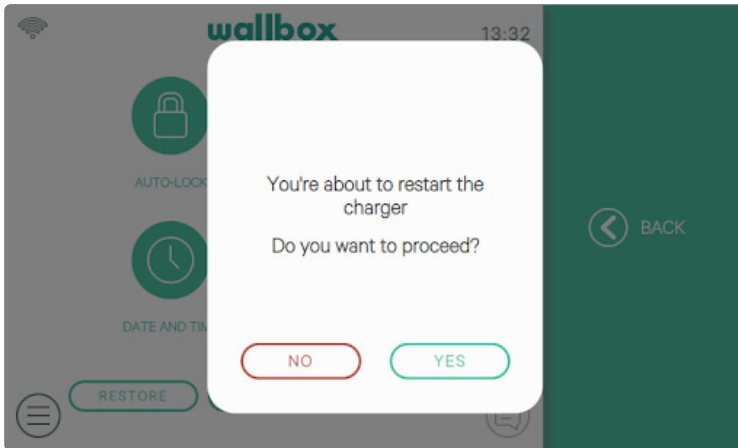 wallbox
13:32
AUTO-LOCK
You're about to restart the
charger
Do you want to proceed?
BACK
DATE AND TIM
NO
YES
RESTORE